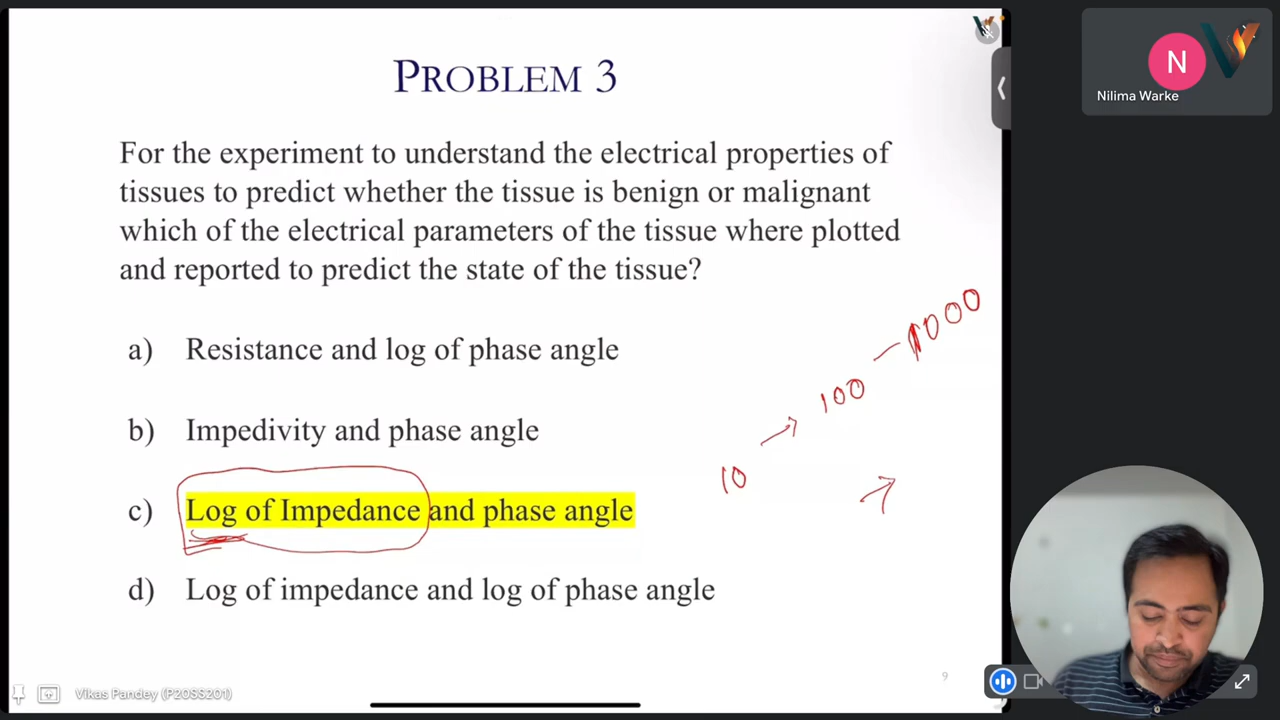 PROBLEM 3
For the experiment to understand the electrical properties of
tissues to predict whether the tissue is benign or malignant
which of the electrical parameters of the tissue where plotted
and reported to predict the state of the tissue?
a) Resistance and log of phase angle
b) Impedivity and phase angle
c) Log of Impedance and phase angle
d) Log of impedance and log of phase angle
10 → 100 – 1000
9
Vikas Pandey (P20SS201)
N
Nilima Warke